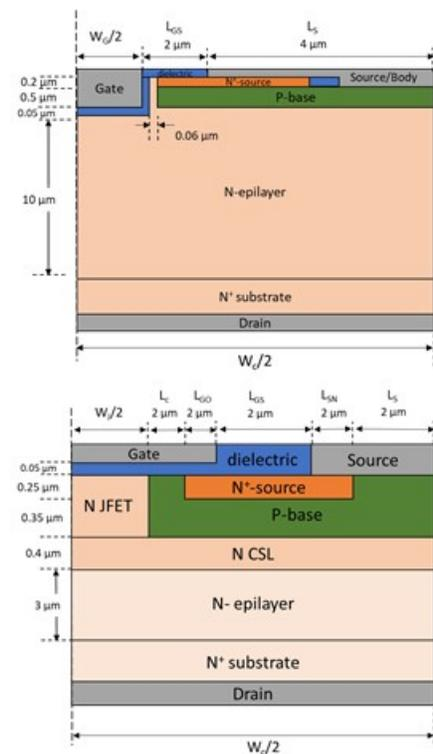 W_G/2
L_GS
L_S
2 µm
4 µm
dielectric
0.2 µm
N⁺-source
Source/Body
Gate
0.5 µm
P-base
0.05 µm
0.06 µm
10 µm
N-epilayer
N⁺ substrate
Drain
W_c/2
W_J/2
L_c
L_GO
L_GS
L_SN
L_S
2 µm
2 µm
2 µm
2 µm
2 µm
Gate
dielectric
Source
0.05 µm
0.25 µm
N⁺-source
N JFET
0.35 µm
P-base
0.4 µm
N CSL
3 µm
N- epilayer
N⁺ substrate
Drain
W_c/2